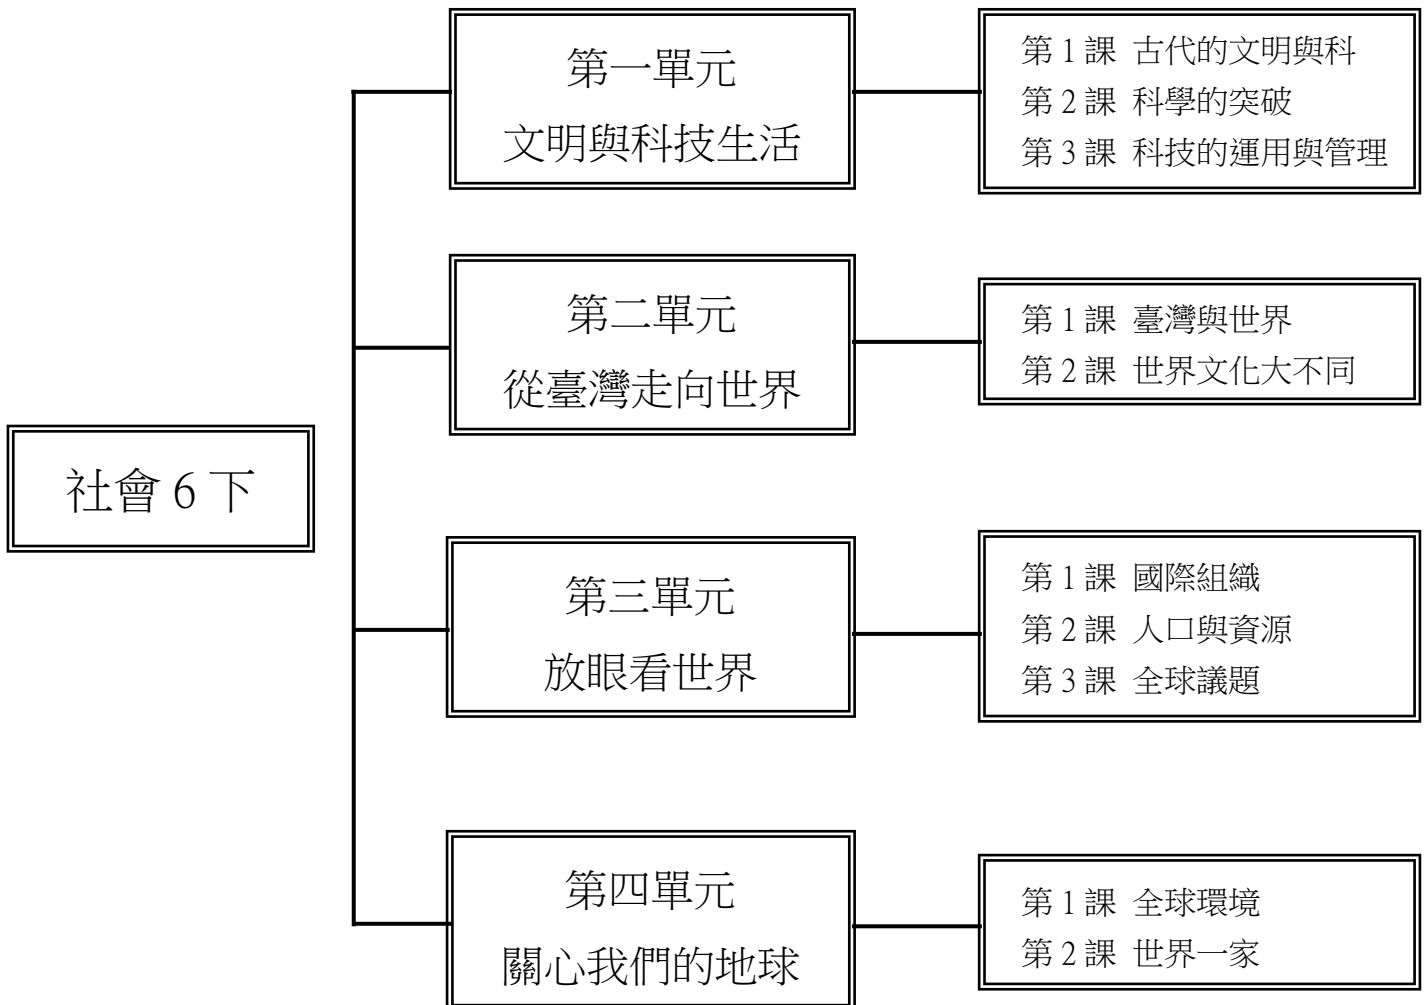 社會 6 下
第一單元
文明與科技生活
第 1 課 古代的文明與科
第 2 課 科學的突破
第 3 課 科技的運用與管理
第二單元
從臺灣走向世界
第 1 課 臺灣與世界
第 2 課 世界文化大不同
第三單元
放眼看世界
第 1 課 國際組織
第 2 課 人口與資源
第 3 課 全球議題
第四單元
關心我們的地球
第 1 課 全球環境
第 2 課 世界一家